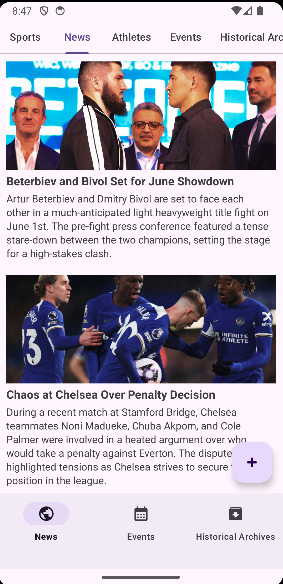 8:47
Sports News Athletes Events Historical Arc
Beterbiev and Bivol Set for June Showdown
Artur Beterbiev and Dmitry Bivol are set to face each
other in a much-anticipated light heavyweight title fight on
June 1st. The pre-fight press conference featured a tense
stare-down between the two champions, setting the stage
for a high-stakes clash.
23
INFINITE
ATHLETE
Chaos at Chelsea Over Penalty Decision
During a recent match at Stamford Bridge, Chelsea
teammates Noni Madueke, Chuba Akpom, and Cole
Palmer were involved in a heated argument over who
would take a penalty against Everton. The dispute
highlighted tensions as Chelsea strives to secure
position in the league.
+
News Events Historical Archives